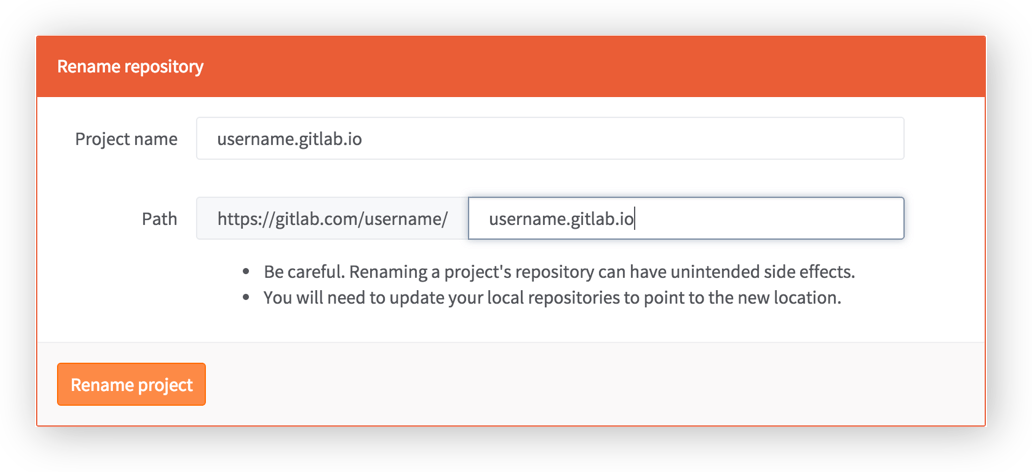 Rename repository
Project name username.gitlab.io
Path https://gitlab.com/username/ username.gitlab.io
• Be careful. Renaming a project's repository can have unintended side effects.
• You will need to update your local repositories to point to the new location.
Rename project